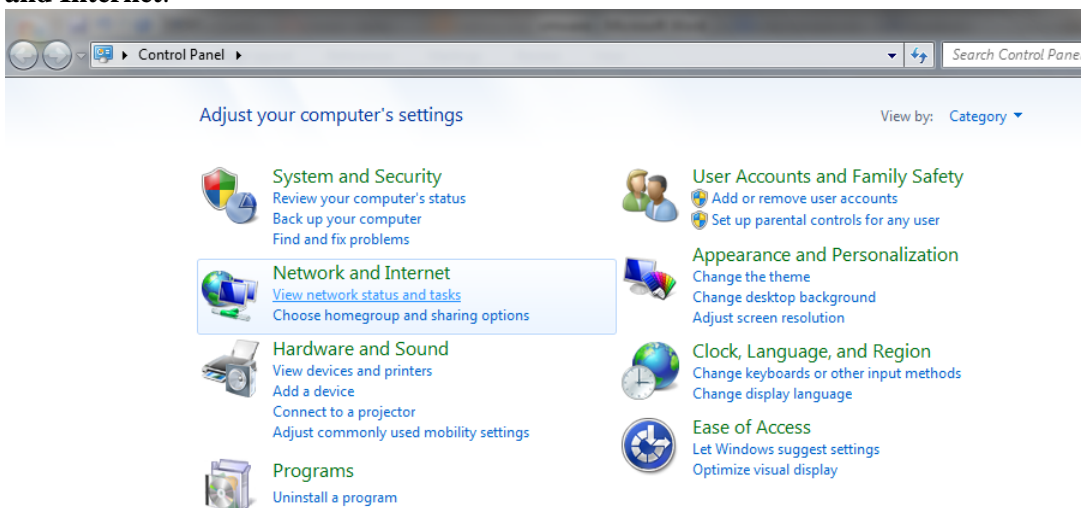 and Internet.
Control Panel
Search Control Panel
Adjust your computer's settings
View by: Category
System and Security
Review your computer's status
Back up your computer
Find and fix problems
Network and Internet
View network status and tasks
Choose homegroup and sharing options
Hardware and Sound
View devices and printers
Add a device
Connect to a projector
Adjust commonly used mobility settings
Programs
Uninstall a program
User Accounts and Family Safety
Add or remove user accounts
Set up parental controls for any user
Appearance and Personalization
Change the theme
Change desktop background
Adjust screen resolution
Clock, Language, and Region
Change keyboards or other input methods
Change display language
Ease of Access
Let Windows suggest settings
Optimize visual display